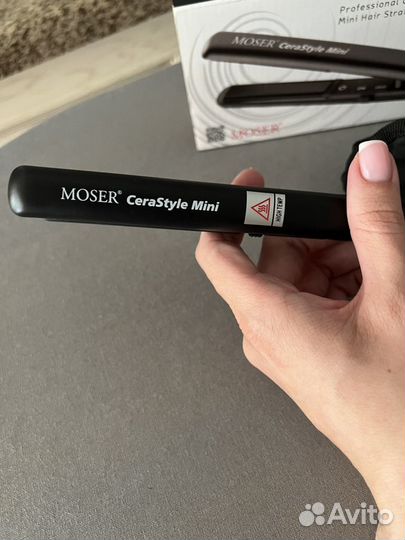 Professional
Mini Hair Stra
MOSER CeraStyle Mini
MOSER
MOSER® CeraStyle Mini
HIGH TEMP
Avito